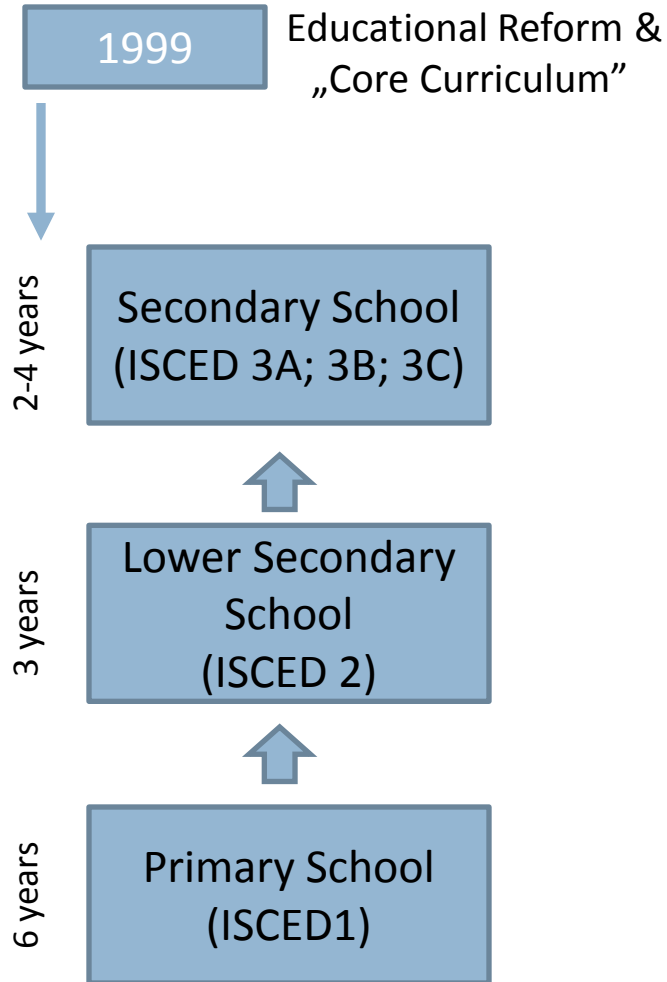 1999
Educational Reform &
„Core Curriculum”
2-4 years
Secondary School
(ISCED 3A; 3B; 3C)
3 years
Lower Secondary
School
(ISCED 2)
6 years
Primary School
(ISCED1)